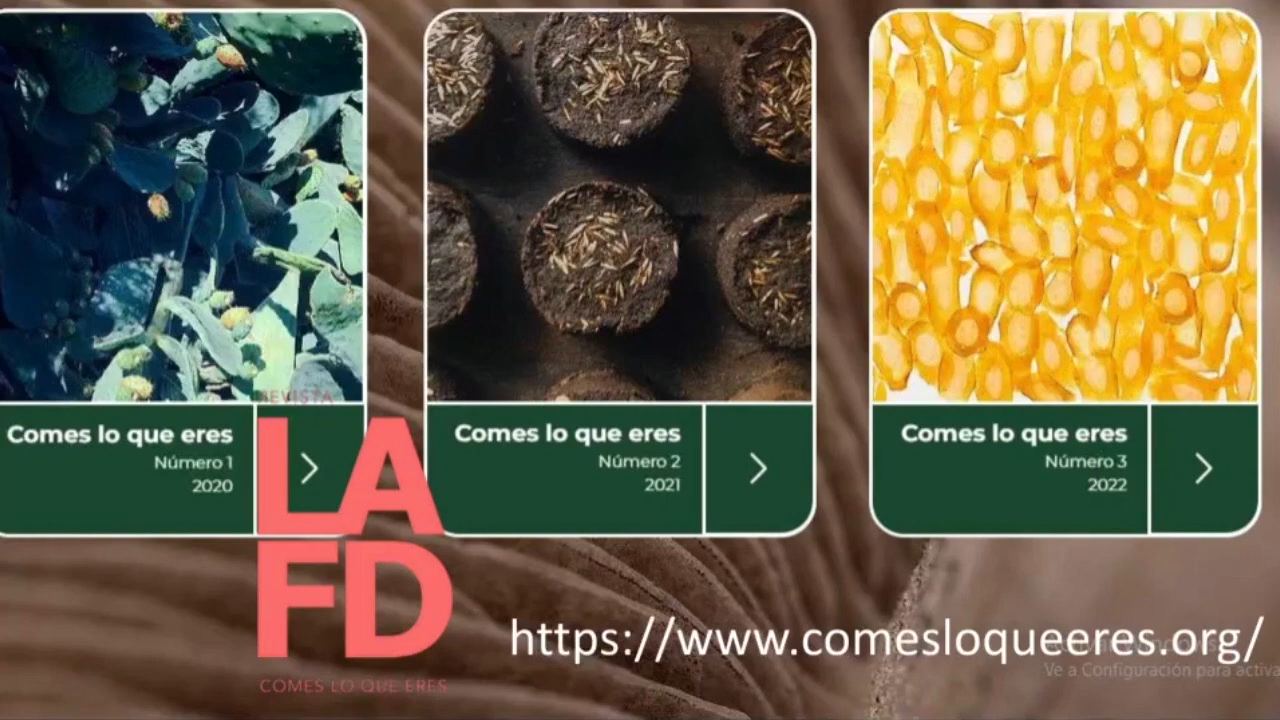 Comes lo que eres
Número 1
2020
Comes lo que eres
Número 2
2021
Comes lo que eres
Número 3
2022
REVISTA
LA
FD
COMES LO QUE ERES
https://www.comesloqueeres.org/
Ve a Configuración para activa